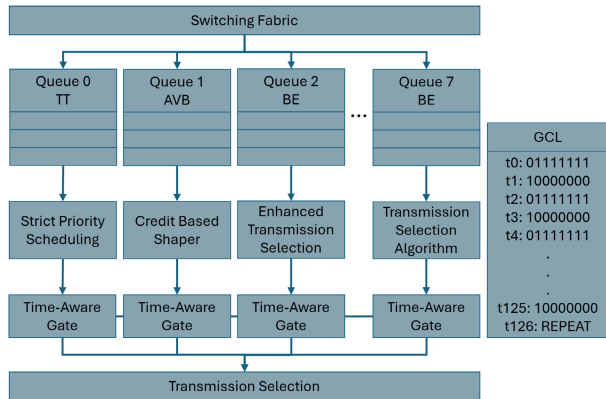 Switching Fabric
Queue 0
TT
Queue 1
AVB
Queue 2
BE
...
Queue 7
BE
Strict Priority
Scheduling
Credit Based
Shaper
Enhanced
Transmission
Selection
Transmission
Selection
Algorithm
Time-Aware
Gate
Time-Aware
Gate
Time-Aware
Gate
Time-Aware
Gate
Transmission Selection
GCL
t0: 01111111
t1: 10000000
t2: 01111111
t3: 10000000
t4: 01111111
.
.
.
t125: 10000000
t126: REPEAT